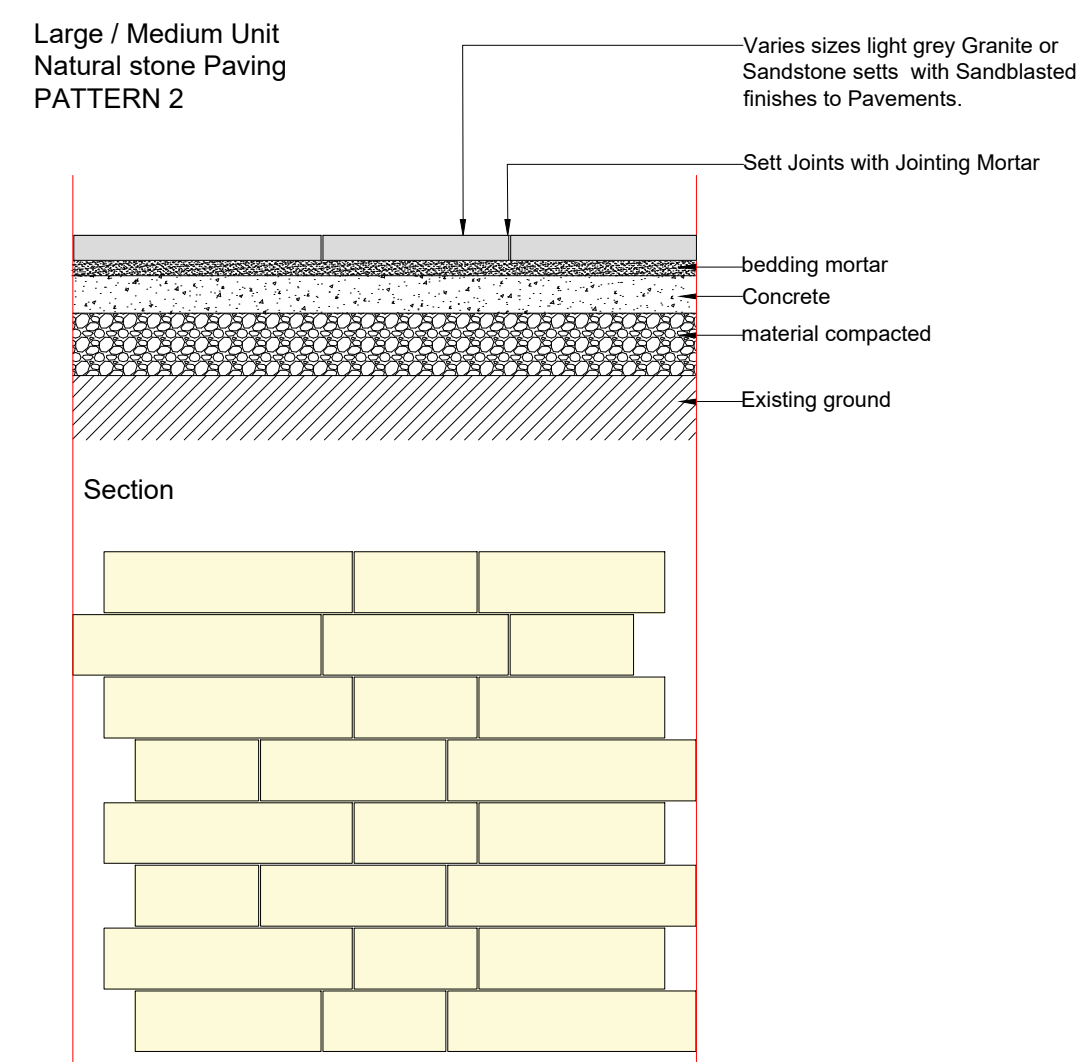 Large / Medium Unit
Natural stone Paving
PATTERN 2
Varies sizes light grey Granite or
Sandstone setts with Sandblasted
finishes to Pavements.
Sett Joints with Jointing Mortar
bedding mortar
Concrete
material compacted
Existing ground
Section